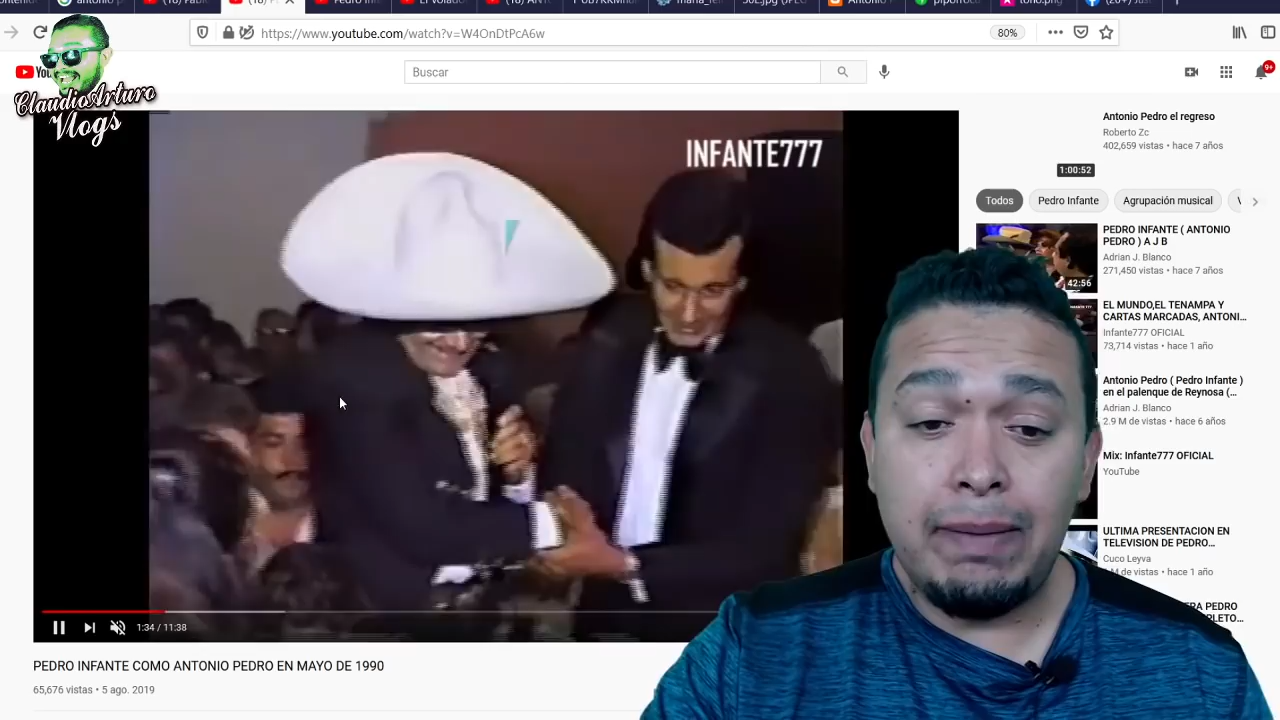 https://www.youtube.com/watch?v=W4OnDtPcA6w
80%
ClaudioArturo
Vlogs
Buscar
9+
INFANTE777
1:34 / 11:38
PEDRO INFANTE COMO ANTONIO PEDRO EN MAYO DE 1990
65,676 vistas • 5 ago. 2019
Antonio Pedro el regreso
Roberto Zc
402,659 vistas • hace 7 años
1:00:52
Todos
Pedro Infante
Agrupación musical
PEDRO INFANTE ( ANTONIO
PEDRO ) A J B
Adrian J. Blanco
271,450 vistas • hace 7 años
42:56
EL MUNDO,EL TENAMPA Y
CARTAS MARCADAS, ANTONI...
Infante777 OFICIAL
73,714 vistas • hace 1 año
Antonio Pedro ( Pedro Infante )
en el palenque de Reynosa (...
Adrian J. Blanco
2.9 M de vistas • hace 6 años
Mix: Infante777 OFICIAL
YouTube
ULTIMA PRESENTACION EN
TELEVISION DE PEDRO...
Cuco Leyva
M de vistas • hace 1 año
PEDRO